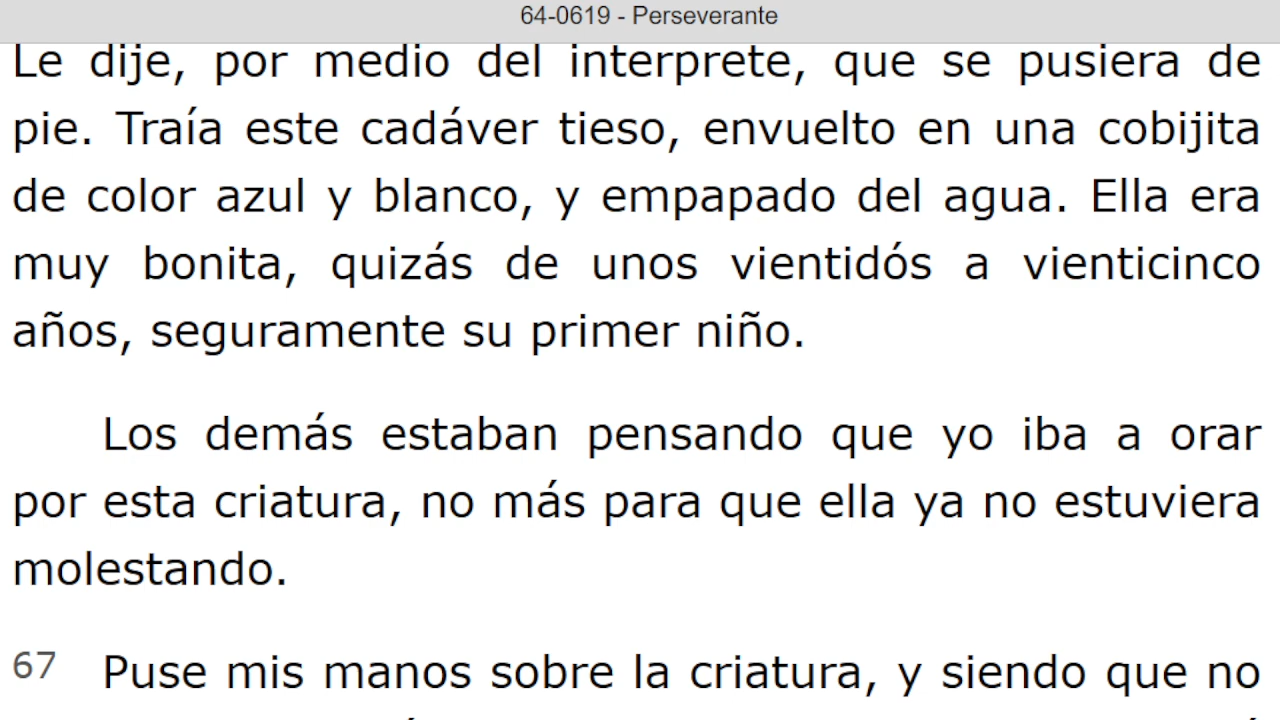 64-0619 - Perseverante
Le dije, por medio del interprete, que se pusiera de
pie. Traía este cadáver tieso, envuelto en una cobijita
de color azul y blanco, y empapado del agua. Ella era
muy bonita, quizás de unos vientidós a vienticinco
años, seguramente su primer niño.
Los demás estaban pensando que yo iba a orar
por esta criatura, no más para que ella ya no estuviera
molestando.
67 Puse mis manos sobre la criatura, y siendo que no